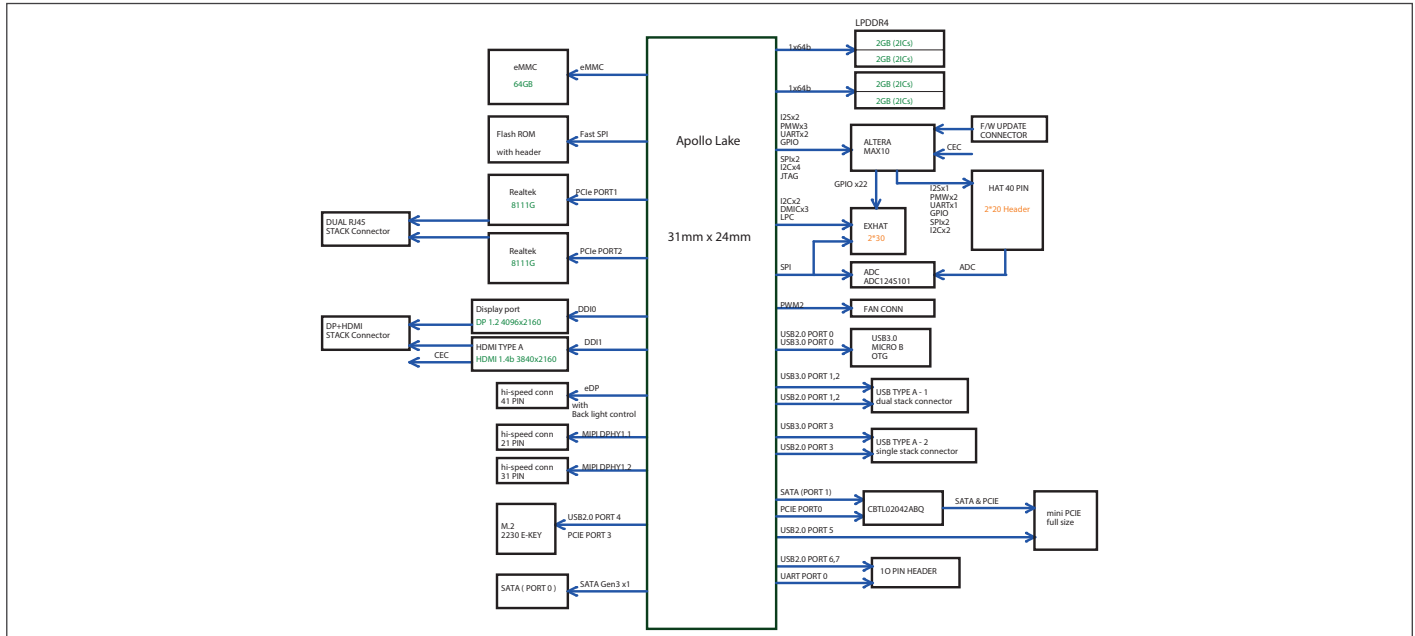 LPDDR4
1x64b
2GB (2ICs)
2GB (2ICs)
1x64b
2GB (2ICs)
2GB (2ICs)
eMMC
64GB
eMMC
Flash ROM
with header
Fast SPI
Realtek
8111G
PCIe PORT1
Realtek
8111G
PCIe PORT2
DUAL RJ45
STACK Connector
Display port
DP 1.2 4096x2160
DDI0
HDMI TYPE A
HDMI 1.4b 3840x2160
DDI1
DP+HDMI
STACK Connector
CEC
hi-speed conn
41 PIN
eDP
with
Back light control
hi-speed conn
21 PIN
MIPI DPHY1.1
hi-speed conn
31 PIN
MIPI DPHY1.2
M.2
2230 E-KEY
USB2.0 PORT 4
PCIE PORT 3
SATA ( PORT 0 )
SATA Gen3 x1
Apollo Lake
31mm x 24mm
I2Sx2
PMWx3
UARTx2
GPIO
SPIx2
I2Cx4
JTAG
ALTERA
MAX10
F/W UPDATE
CONNECTOR
CEC
GPIO x22
I2Sx1
PMWx2
UARTx1
GPIO
SPIx2
I2Cx2
HAT 40 PIN
2*20 Header
I2Cx2
DMICx3
LPC
EXHAT
2*30
SPI
ADC
ADC124S101
ADC
PWM2
FAN CONN
USB2.0 PORT 0
USB3.0 PORT 0
USB3.0
MICRO B
OTG
USB3.0 PORT 1,2
USB2.0 PORT 1,2
USB TYPE A - 1
dual stack connector
USB3.0 PORT 3
USB2.0 PORT 3
USB TYPE A - 2
single stack connector
SATA (PORT 1)
PCIE PORT0
CBTL02042ABQ
SATA & PCIE
mini PCIE
full size
USB2.0 PORT 5
USB2.0 PORT 6,7
UART PORT 0
1O PIN HEADER